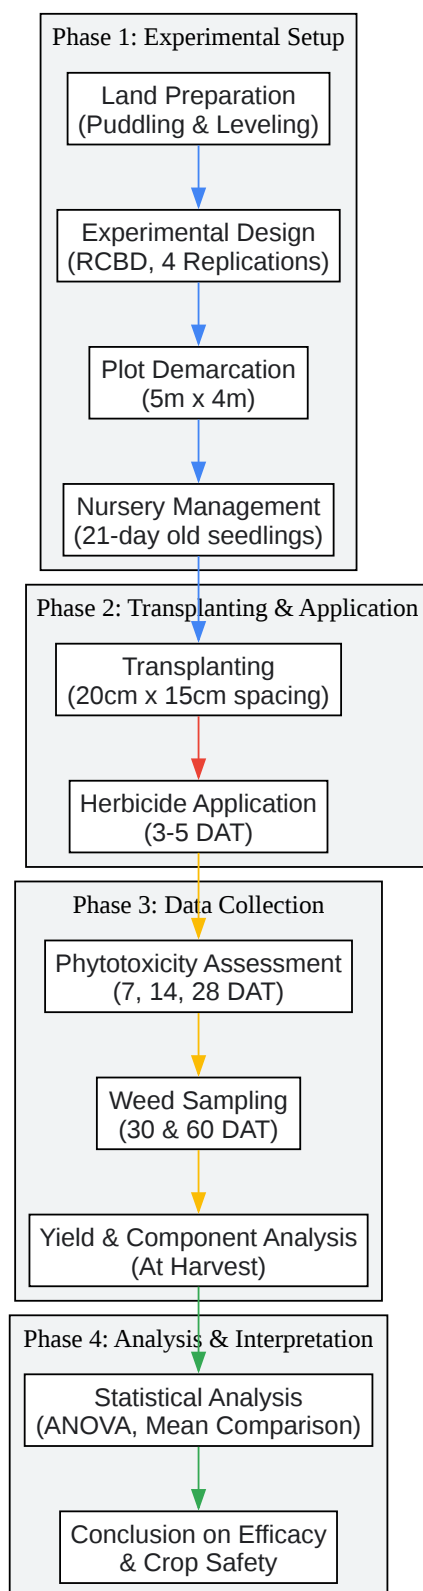 Phase 1: Experimental Setup
Land Preparation
(Puddling & Leveling)
Experimental Design
(RCBD, 4 Replications)
Plot Demarcation
(5m x 4m)
Nursery Management
(21-day old seedlings)
Phase 2: Transplanting & Application
Transplanting
(20cm x 15cm spacing)
Herbicide Application
(3-5 DAT)
Phase 3: Data Collection
Phytotoxicity Assessment
(7, 14, 28 DAT)
Weed Sampling
(30 & 60 DAT)
Yield & Component Analysis
(At Harvest)
Phase 4: Analysis & Interpretation
Statistical Analysis
(ANOVA, Mean Comparison)
Conclusion on Efficacy
& Crop Safety